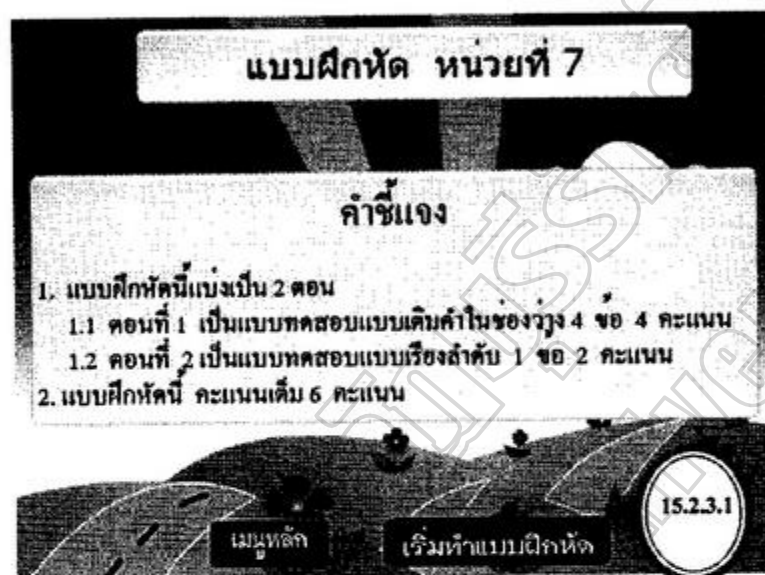 แบบฝึกหัด หน่วยที่ 7
คำชี้แจง
1. แบบฝึกหัดนี้แบ่งเป็น 2 ตอน
1.1 ตอนที่ 1 เป็นแบบทดสอบแบบเติมคำในช่องว่าง 4 ข้อ 4 คะแนน
1.2 ตอนที่ 2 เป็นแบบทดสอบแบบเรียงลำดับ 1 ข้อ 2 คะแนน
2. แบบฝึกหัดนี้ คะแนนเต็ม 6 คะแนน
15.2.3.1
เมนูหลัก
เริ่มทำแบบฝึกหัด